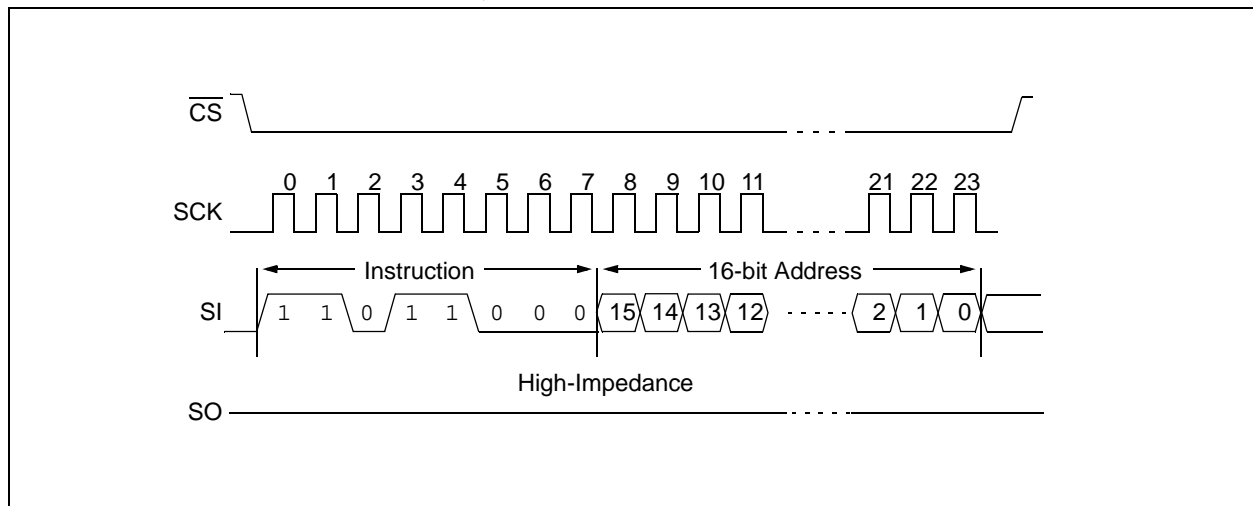 CS
0 1 2 3 4 5 6 7 8 9 10 11 21 22 23
SCK
Instruction 16-bit Address
SI 1 1 0 1 1 0 0 0 15 14 13 12 2 1 0
High-Impedance
SO